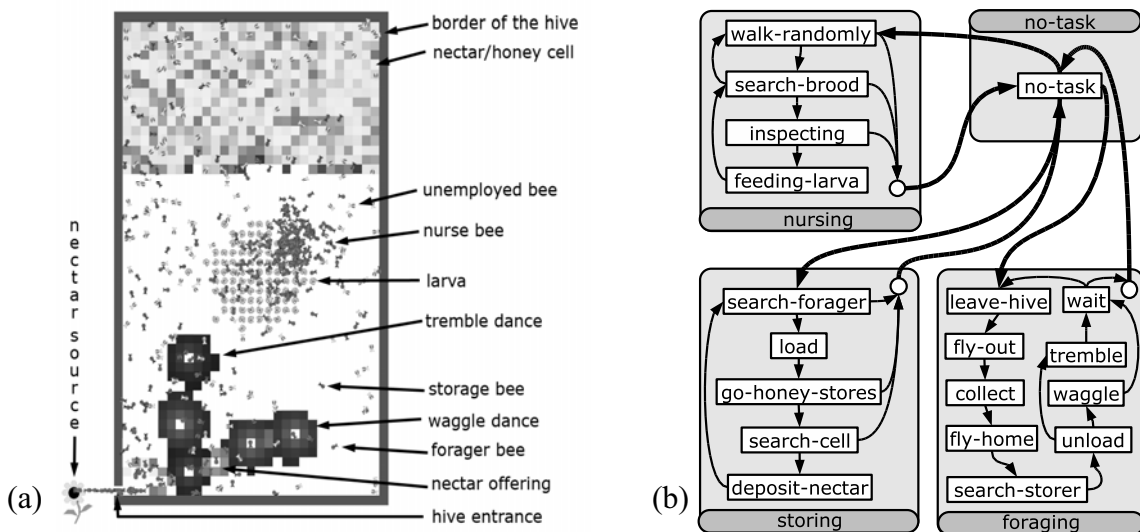 border of the hive
nectar/honey cell
unemployed bee
nurse bee
larva
tremble dance
storage bee
waggle dance
forager bee
nectar offering
hive entrance
nectar source
(a)
walk-randomly
search-brood
inspecting
feeding-larva
nursing
no-task
no-task
search-forager
load
go-honey-stores
search-cell
deposit-nectar
storing
leave-hive
wait
fly-out
tremble
collect
waggle
fly-home
unload
search-storer
foraging
(b)